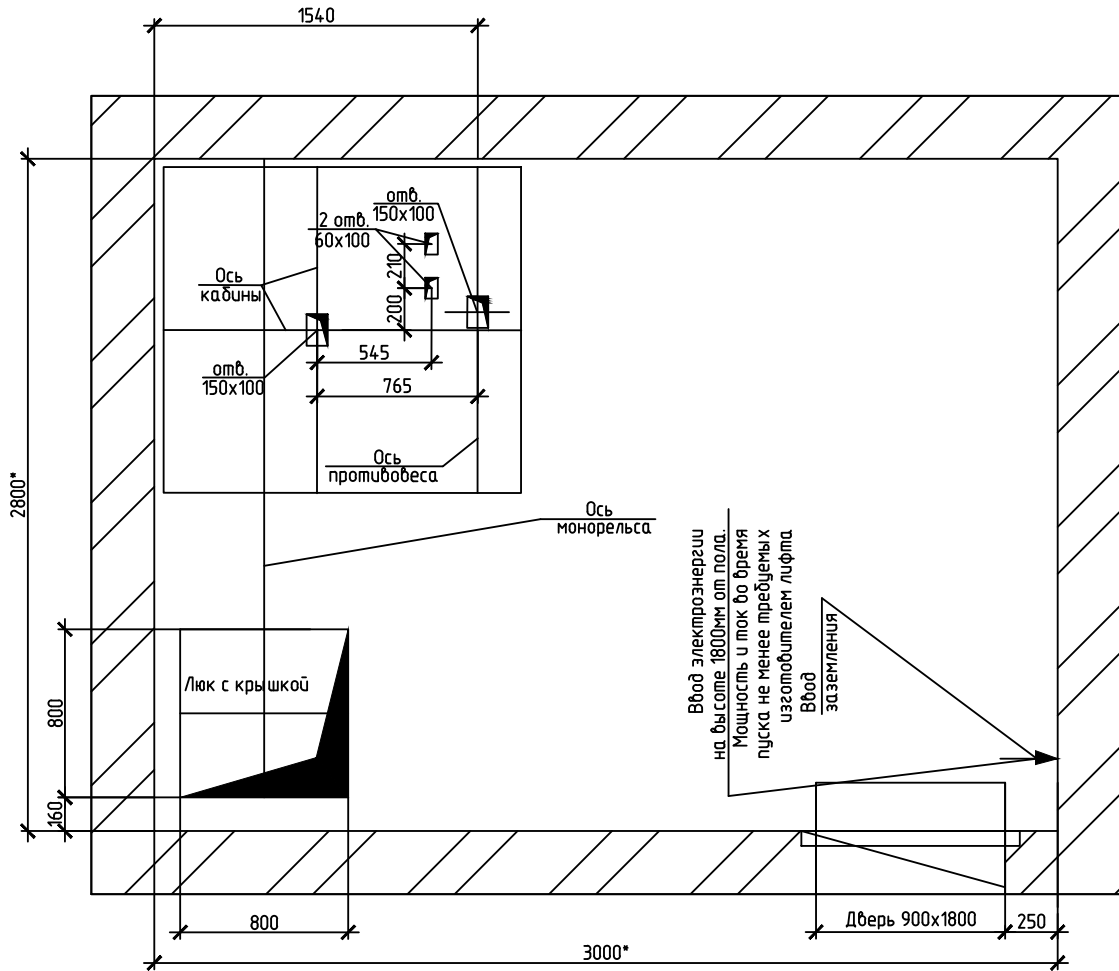 1540
отв.
150х100
2 отв.
60х100
210
200
Ось
кабины
545
отв.
150х100
765
Ось
противовеса
2800*
Ось
монорельса
Ввод электроэнергии
на высоте 1800мм от пола.
Мощность и ток во время
пуска не менее требуемых
изготовителем лифта
Ввод
заземления
Люк с крышкой
800
160
800
Дверь 900х1800
250
3000*